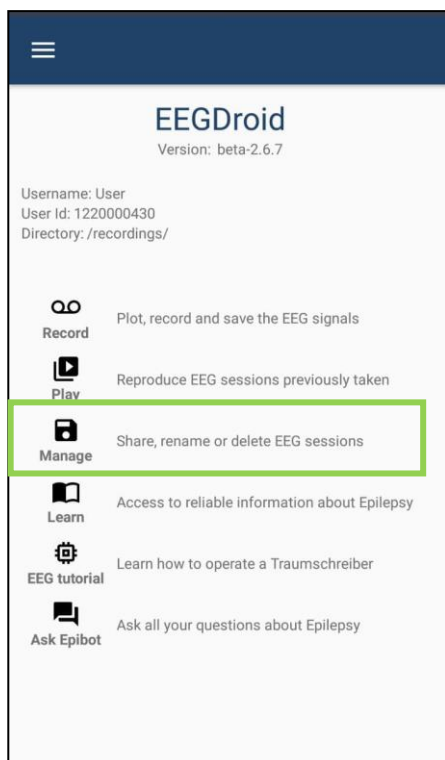 EEGDroid
Version: beta-2.6.7
Username: User
User Id: 1220000430
Directory: /recordings/
Record
Plot, record and save the EEG signals
Play
Reproduce EEG sessions previously taken
Manage
Share, rename or delete EEG sessions
Learn
Access to reliable information about Epilepsy
EEG tutorial
Learn how to operate a Traumschreiber
Ask Epibot
Ask all your questions about Epilepsy